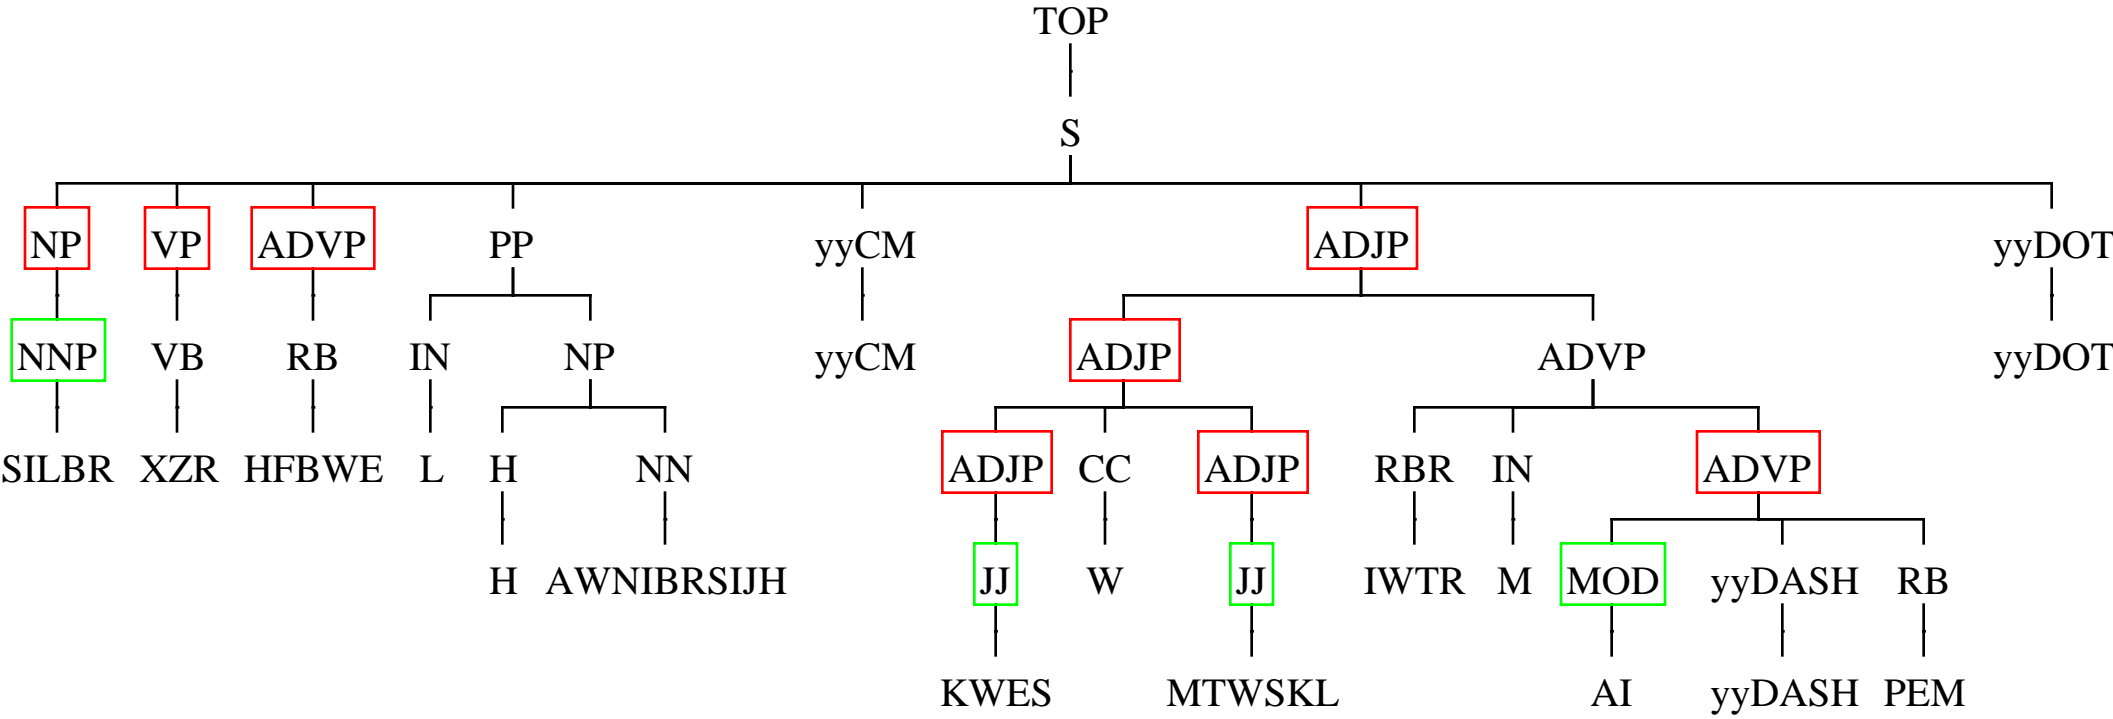 TOP
S
NP VP ADVP PP yyCM ADJP yyDOT
NNP VB RB IN NP yyCM ADJP ADVP yyDOT
SILBR XZR HFBWE L H NN ADJP CC ADJP RBR IN ADVP
H AWNIBRSIJH JJ W JJ IWTR M MOD yyDASH RB
KWES MTWSKL AI yyDASH PEM